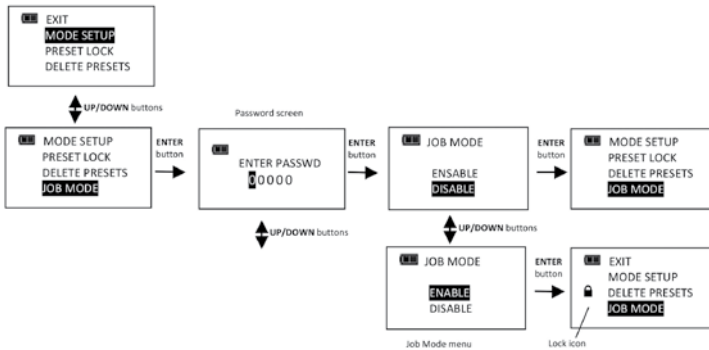 EXIT
MODE SETUP
PRESET LOCK
DELETE PRESETS
UP/DOWN buttons
Password screen
MODE SETUP
PRESET LOCK
DELETE PRESETS
JOB MODE
ENTER
button
ENTER PASSWD
00000
UP/DOWN buttons
ENTER
button
JOB MODE
ENSABLE
DISABLE
ENTER
button
MODE SETUP
PRESET LOCK
DELETE PRESETS
JOB MODE
UP/DOWN buttons
JOB MODE
ENABLE
DISABLE
Job Mode menu
ENTER
button
EXIT
MODE SETUP
DELETE PRESETS
JOB MODE
Lock icon